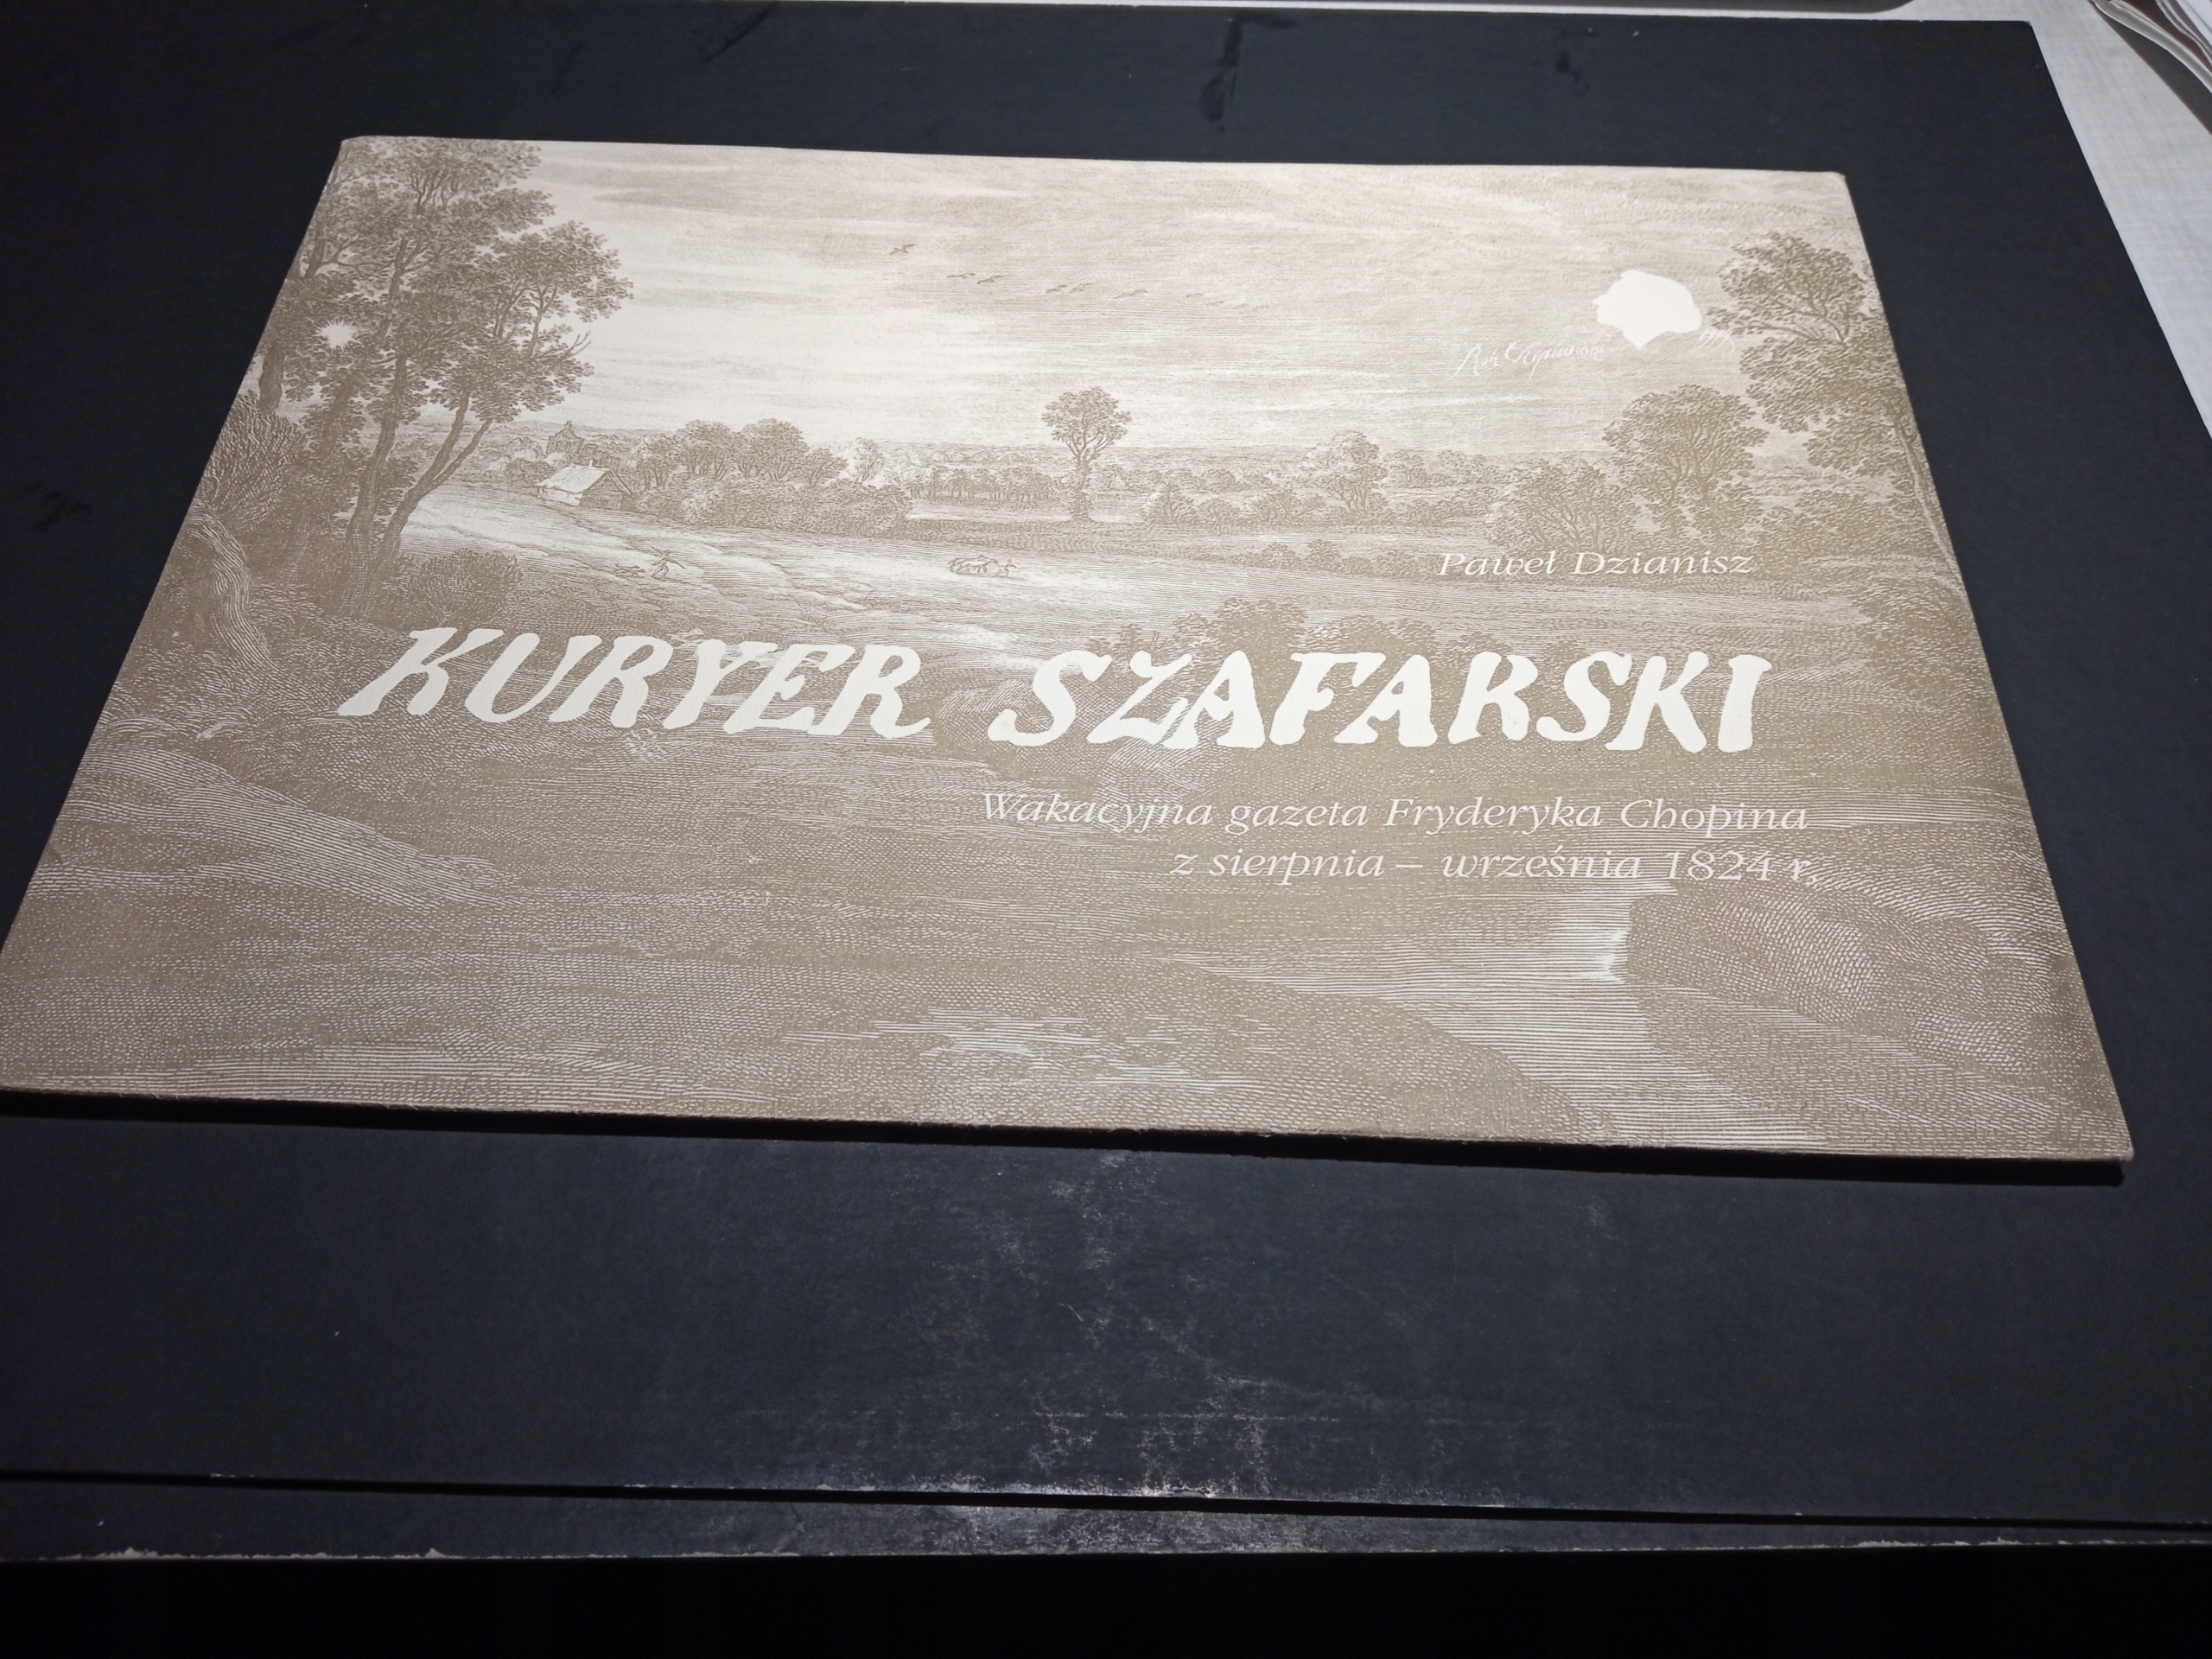 Paweł Dzianisz
KURYER SZAFARSKI
Wakacyjna gazeta Fryderyka Chopina
z sierpnia – września 1824 r.